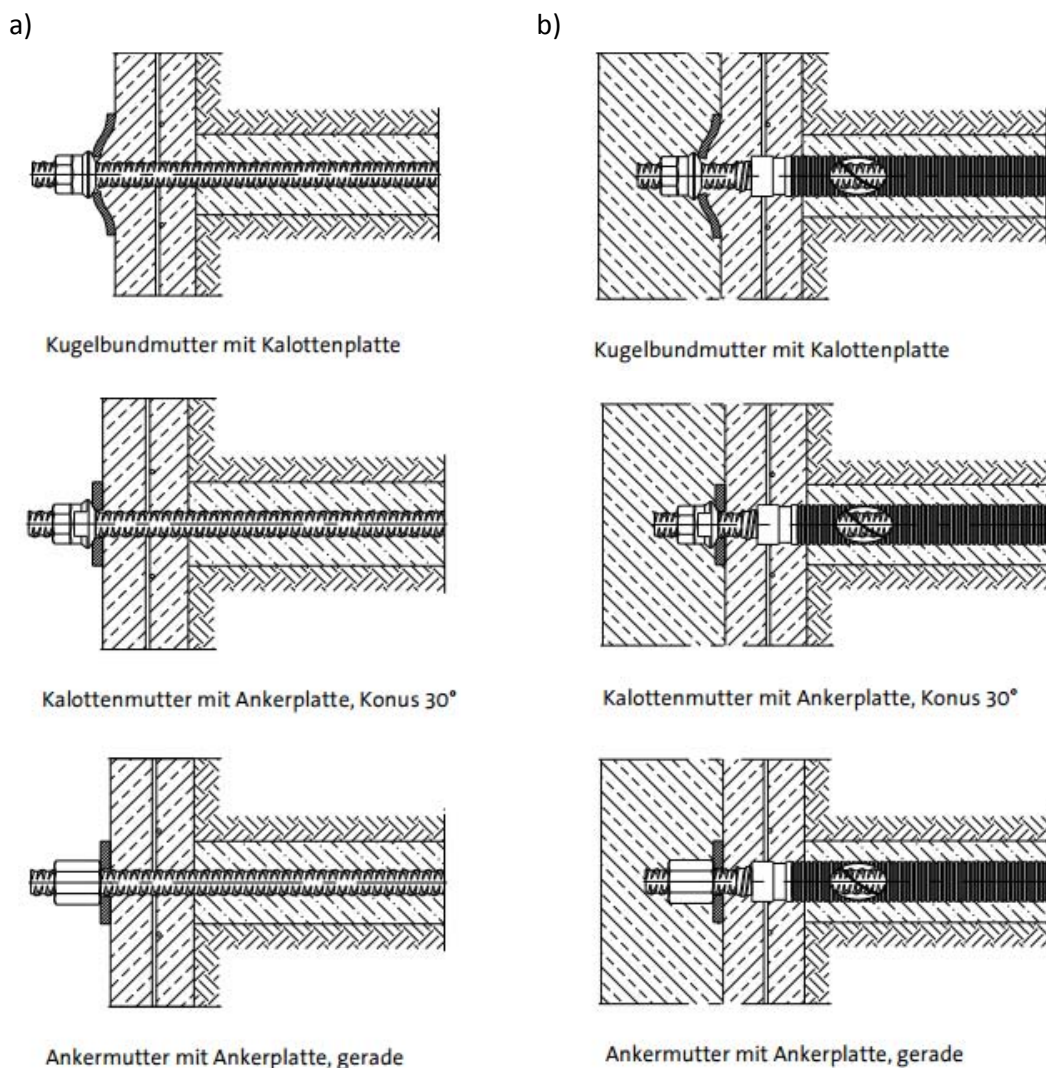 a)
b)
Kugelbundmutter mit Kalottenplatte
Kugelbundmutter mit Kalottenplatte
Kalottenmutter mit Ankerplatte, Konus 30°
Kalottenmutter mit Ankerplatte, Konus 30°
Ankermutter mit Ankerplatte, gerade
Ankermutter mit Ankerplatte, gerade